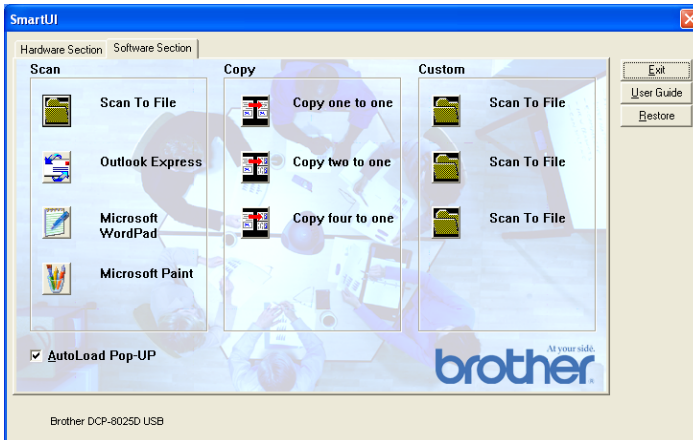 SmartUI
Hardware Section
Software Section
Scan
Scan To File
Outlook Express
Microsoft
WordPad
Microsoft Paint
Copy
Copy one to one
Copy two to one
Copy four to one
Custom
Scan To File
Scan To File
Scan To File
Exit
User Guide
Restore
AutoLoad Pop-UP
At your side.
brother.
Brother DCP-8025D USB